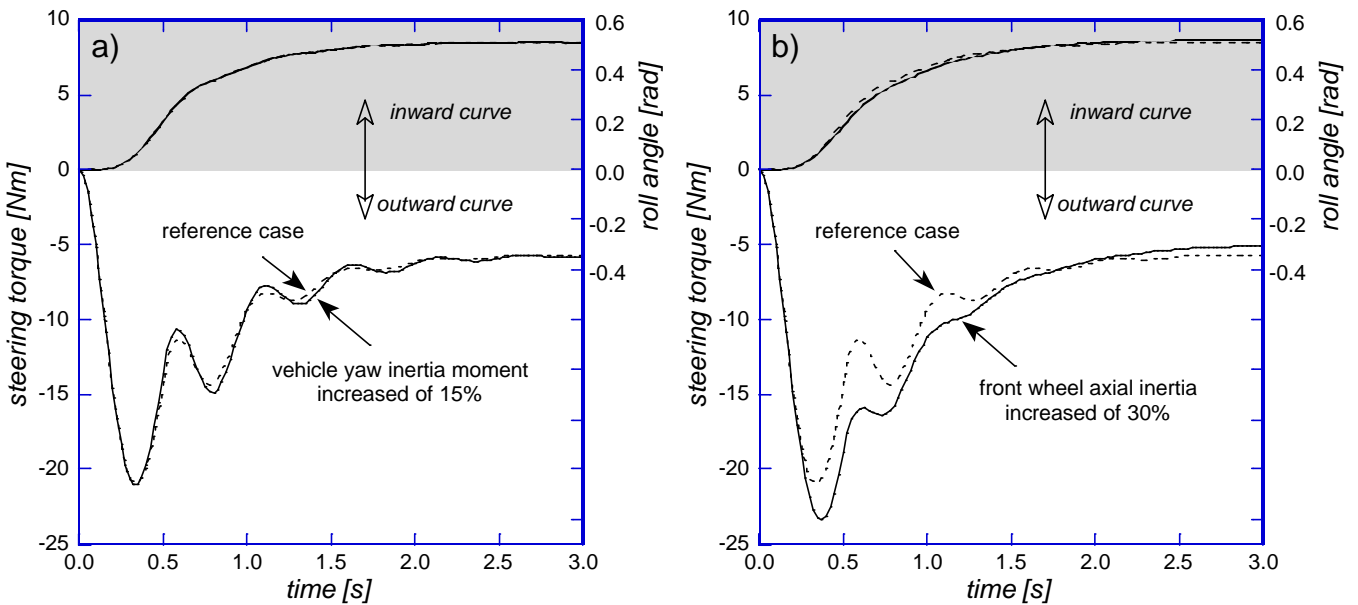 a)
10
5
0
-5
-10
-15
-20
-25
steering torque [Nm]
0.6
0.4
0.2
0.0
-0.2
-0.4
roll angle [rad]
inward curve
outward curve
reference case
vehicle yaw inertia moment
increased of 15%
0.0 0.5 1.0 1.5 2.0 2.5 3.0
time [s]
b)
10
5
0
-5
-10
-15
-20
-25
steering torque [Nm]
0.6
0.4
0.2
0.0
-0.2
-0.4
roll angle [rad]
inward curve
outward curve
reference case
front wheel axial inertia
increased of 30%
0.0 0.5 1.0 1.5 2.0 2.5 3.0
time [s]